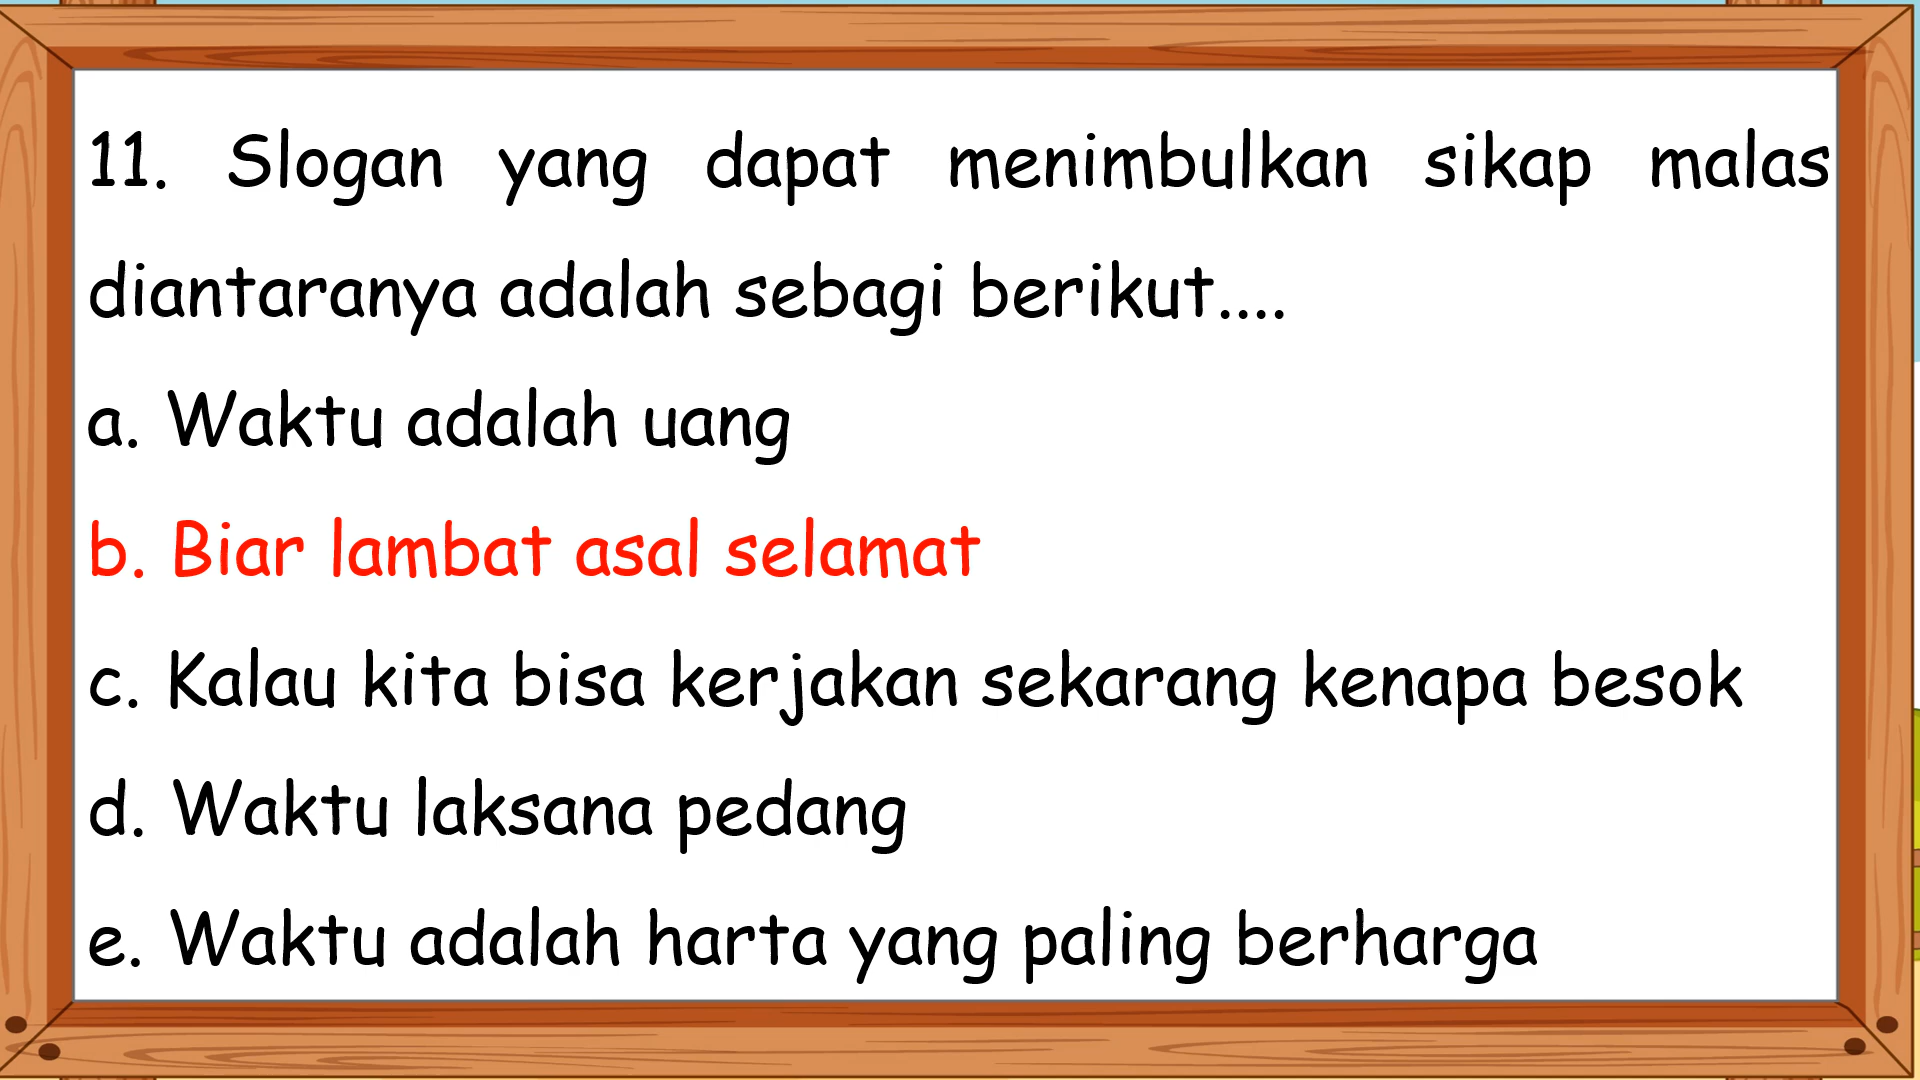 11. Slogan yang dapat menimbulkan sikap malas
diantaranya adalah sebagi berikut....
a. Waktu adalah uang
b. Biar lambat asal selamat
c. Kalau kita bisa kerjakan sekarang kenapa besok
d. Waktu laksana pedang
e. Waktu adalah harta yang paling berharga